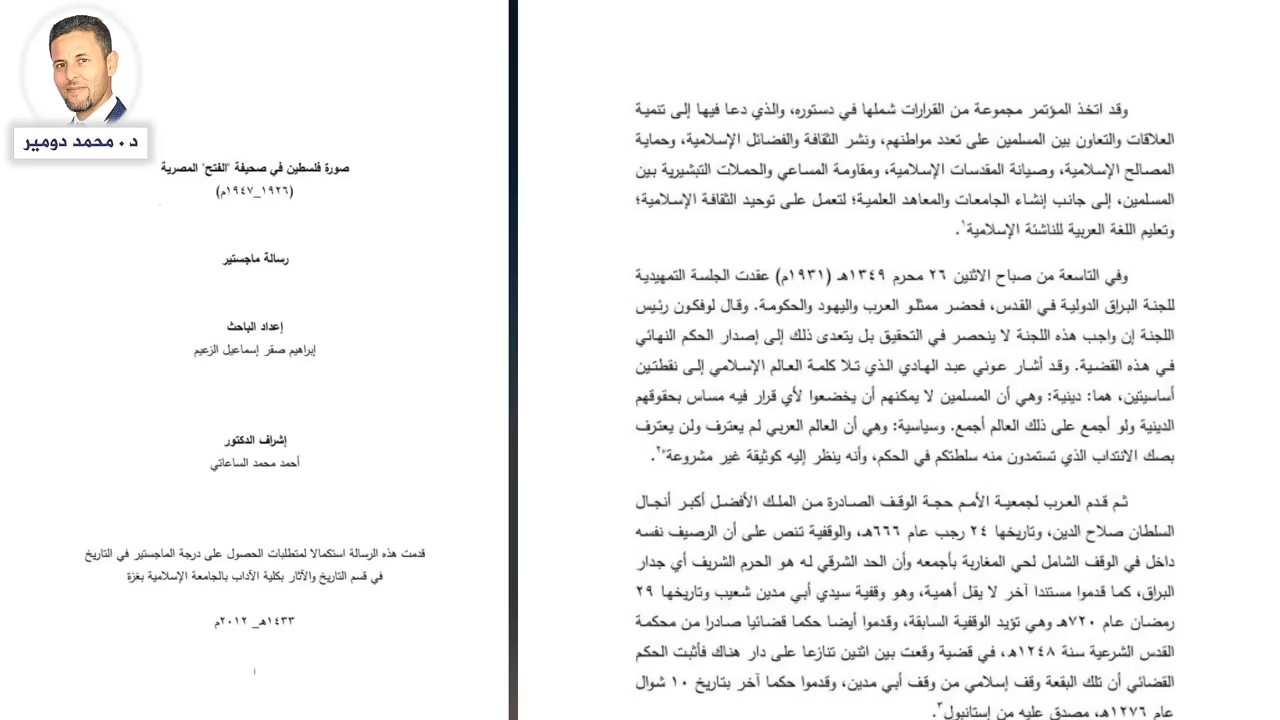 د. محمد دومير
صورة فلسطين في صحيفة "الفتح" المصرية
(١٩٢٦_١٩٤٧م)
رسالة ماجستير
إعداد الباحث
إبراهيم صقر إسماعيل الزعيم
إشراف الدكتور
أحمد محمد الساعاتي
قدمت هذه الرسالة استكمالا لمتطلبات الحصول على درجة الماجستير في التاريخ
في قسم التاريخ والآثار بكلية الآداب بالجامعة الإسلامية بغزة
١٤٣٣هـ_ ٢٠١٢م
أ
وقد اتخذ المؤتمر مجموعة من القرارات شملها في دستوره، والذي دعا فيها إلى تنمية
العلاقات والتعاون بين المسلمين على تعدد مواطنهم، ونشر الثقافة والفضائل الإسلامية، وحماية
المصالح الإسلامية، وصيانة المقدسات الإسلامية، ومقاومة المساعي والحملات التبشيرية بين
المسلمين، إلى جانب إنشاء الجامعات والمعاهد العلمية؛ لتعمل على توحيد الثقافة الإسلامية؛
وتعليم اللغة العربية للناشئة الإسلامية١.
وفي التاسعة من صباح الاثنين ٢٦ محرم ١٣٤٩هـ (١٩٣١م) عقدت الجلسة التمهيدية
للجنة البراق الدولية في القدس، فحضر ممثلو العرب واليهود والحكومة. وقال لوفكون رئيس
اللجنة إن واجب هذه اللجنة لا ينحصر في التحقيق بل يتعدى ذلك إلى إصدار الحكم النهائي
في هذه القضية. وقد أشار عوني عبد الهادي الذي تلا كلمة العالم الإسلامي إلى نقطتين
أساسيتين، هما: دينية: وهي أن المسلمين لا يمكنهم أن يخضعوا لأي قرار فيه مساس بحقوقهم
الدينية ولو أجمع على ذلك العالم أجمع. وسياسية: وهي أن العالم العربي لم يعترف ولن يعترف
بصك الانتداب الذي تستمدون منه سلطتكم في الحكم، وأنه ينظر إليه كوثيقة غير مشروعة"٢.
ثم قدم العرب لجمعية الأمم حجة الوقف الصادرة من الملك الأفضل أكبر أنجال
السلطان صلاح الدين، وتاريخها ٢٤ رجب عام ٦٦٦هـ، والوقفية تنص على أن الرصيف نفسه
داخل في الوقف الشامل لحي المغاربة بأجمعه وأن الحد الشرقي له هو الحرم الشريف أي جدار
البراق، كما قدموا مستندا آخر لا يقل أهمية، وهو وقفية سيدي أبي مدين شعيب وتاريخها ٢٩
رمضان عام ٧٢٠هـ وهي تؤيد الوقفية السابقة، وقدموا أيضا حكما قضائيا صادرا من محكمة
القدس الشرعية سنة ١٢٤٨هـ، في قضية وقعت بين اثنين تنازعا على دار هناك فأثبت الحكم
القضائي أن تلك البقعة وقف إسلامي من وقف أبي مدين، وقدموا حكما آخر بتاريخ ١٠ شوال
عام ١٢٧٦هـ، مصدق عليه من إستانبول٣.